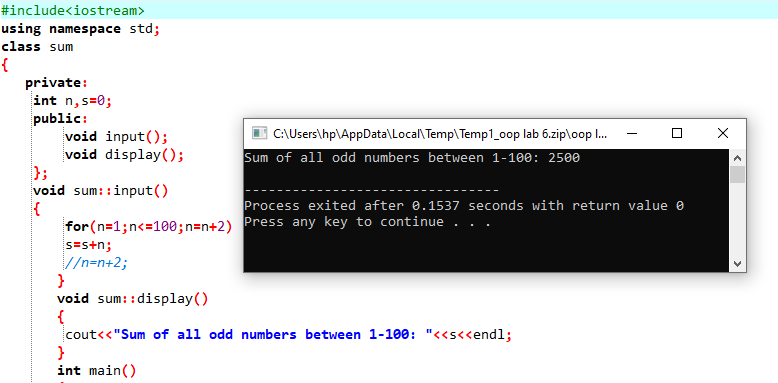 #include<iostream>
using namespace std;
class sum
{
private:
int n,s=0;
public:
void input();
void display();
};
void sum::input()
{
for(n=1;n<=100;n=n+2)
s=s+n;
//n=n+2;
}
void sum::display()
{
cout<<"Sum of all odd numbers between 1-100: "<<s<<endl;
}
int main()
C:\Users\hp\AppData\Local\Temp\Temp1_oop lab 6.zip\oop l...
Sum of all odd numbers between 1-100: 2500
--------------------------------
Process exited after 0.1537 seconds with return value 0
Press any key to continue . . .